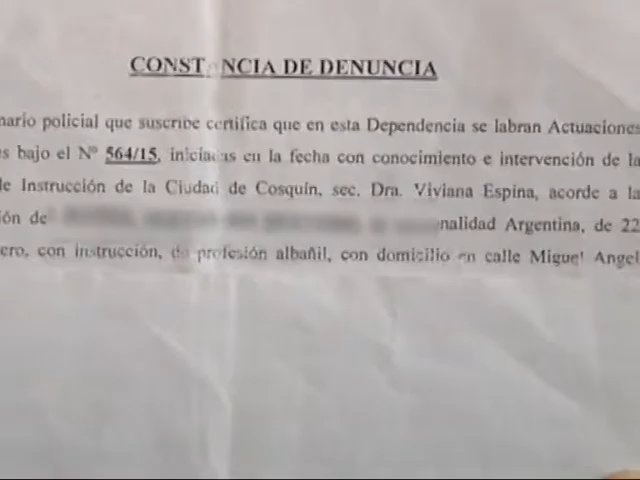 CONSTANCIA DE DENUNCIA
nario policial que suscribe certifica que en esta Dependencia se labran Actuaciones
s bajo el Nº 564/15, iniciadas en la fecha con conocimiento e intervención de la
e Instrucción de la Ciudad de Cosquín, sec. Dra. Viviana Espina, acorde a la
ión de nalidad Argentina, de 22
ero, con instrucción, de profesión albañil, con domicilio en calle Miguel Angel